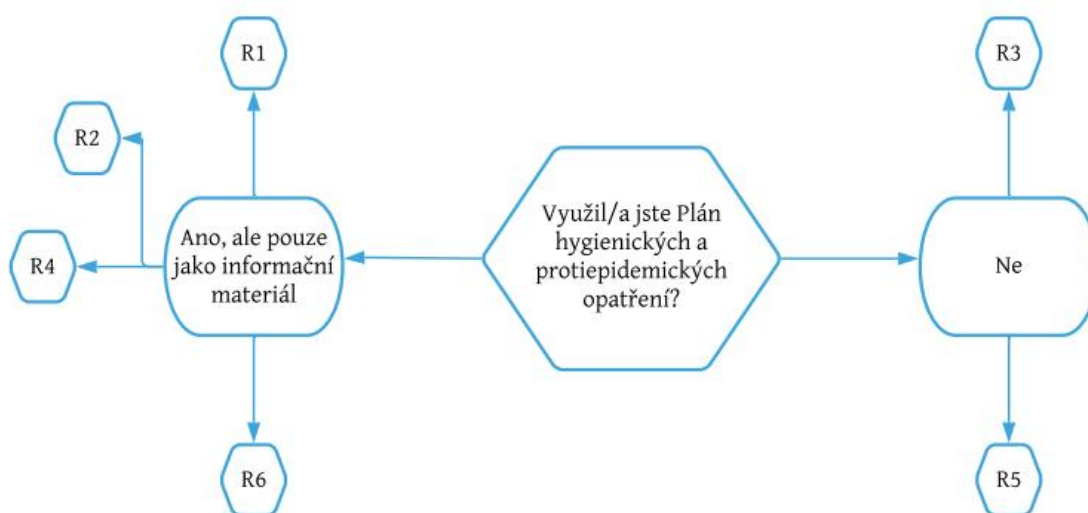 R1
R3
R2
Využil/a jste Plán
hygienických a
protiepidemických
opatření?
Ano, ale pouze
jako informační
materiál
R4
Ne
R6
R5